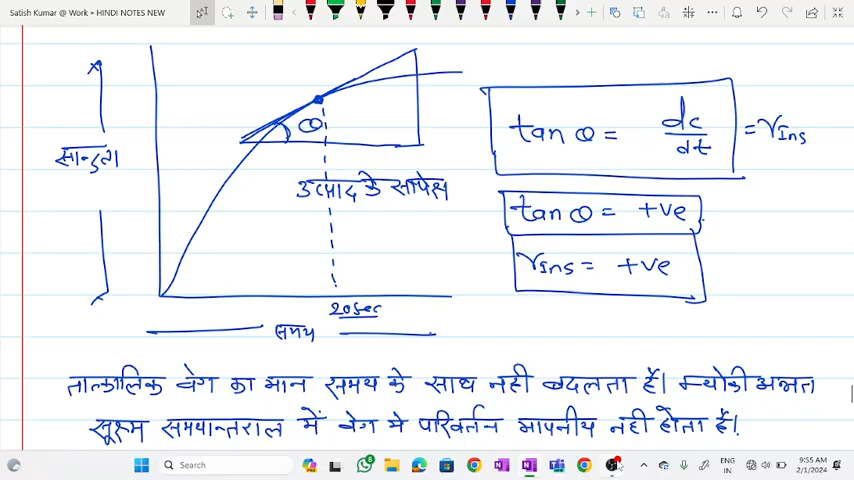 Satish Kumar @ Work » HINDI NOTES NEW
सान्द्रता
θ
उत्पाद के सापेक्ष
20sec
समय
tan θ = dc/dt = rIns
tan θ = +ve
rIns = +ve
तात्कालिक वेग का मान समय के साथ नही बदलता हैं। क्योकी
सूक्ष्म समयान्तराल में वेग मे परिवर्तन मापनीय नही होता हैं।
Search
ENG
IN
9:55 AM
2/1/2024